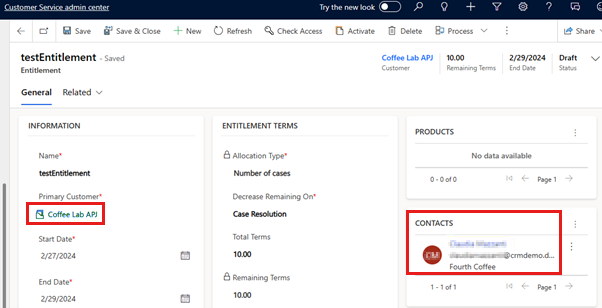 Customer Service admin center
Try the new look
Save
Save & Close
New
Refresh
Check Access
Activate
Delete
Process
Share
testEntitlement - Saved
Entitlement
Coffee Lab APJ
Customer
10.00
Remaining Terms
2/29/2024
End Date
Draft
Status
General
Related
INFORMATION
Name*
testEntitlement
Primary Customer*
Coffee Lab APJ
Start Date*
2/27/2024
End Date*
2/29/2024
ENTITLEMENT TERMS
Allocation Type*
Number of cases
Decrease Remaining On*
Case Resolution
Total Terms
10.00
Remaining Terms
10.00
PRODUCTS
No data available
0 - 0 of 0
Page 1
CONTACTS
CM
@crmdemo.d...
Fourth Coffee
1 - 1 of 1
Page 1